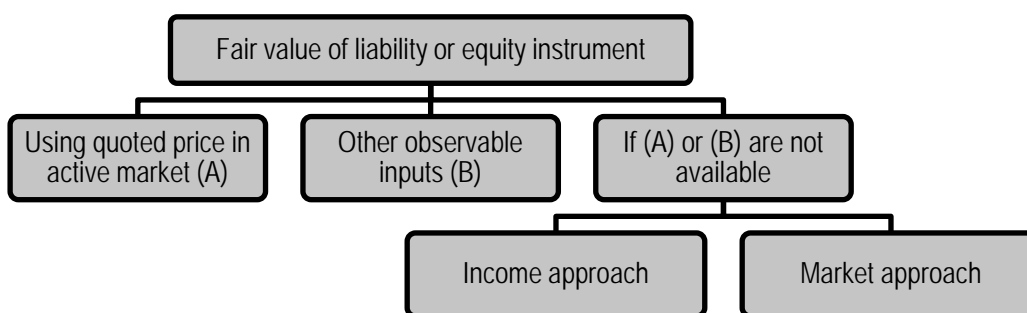 Fair value of liability or equity instrument
Using quoted price in
active market (A)
Other observable
inputs (B)
If (A) or (B) are not
available
Income approach
Market approach